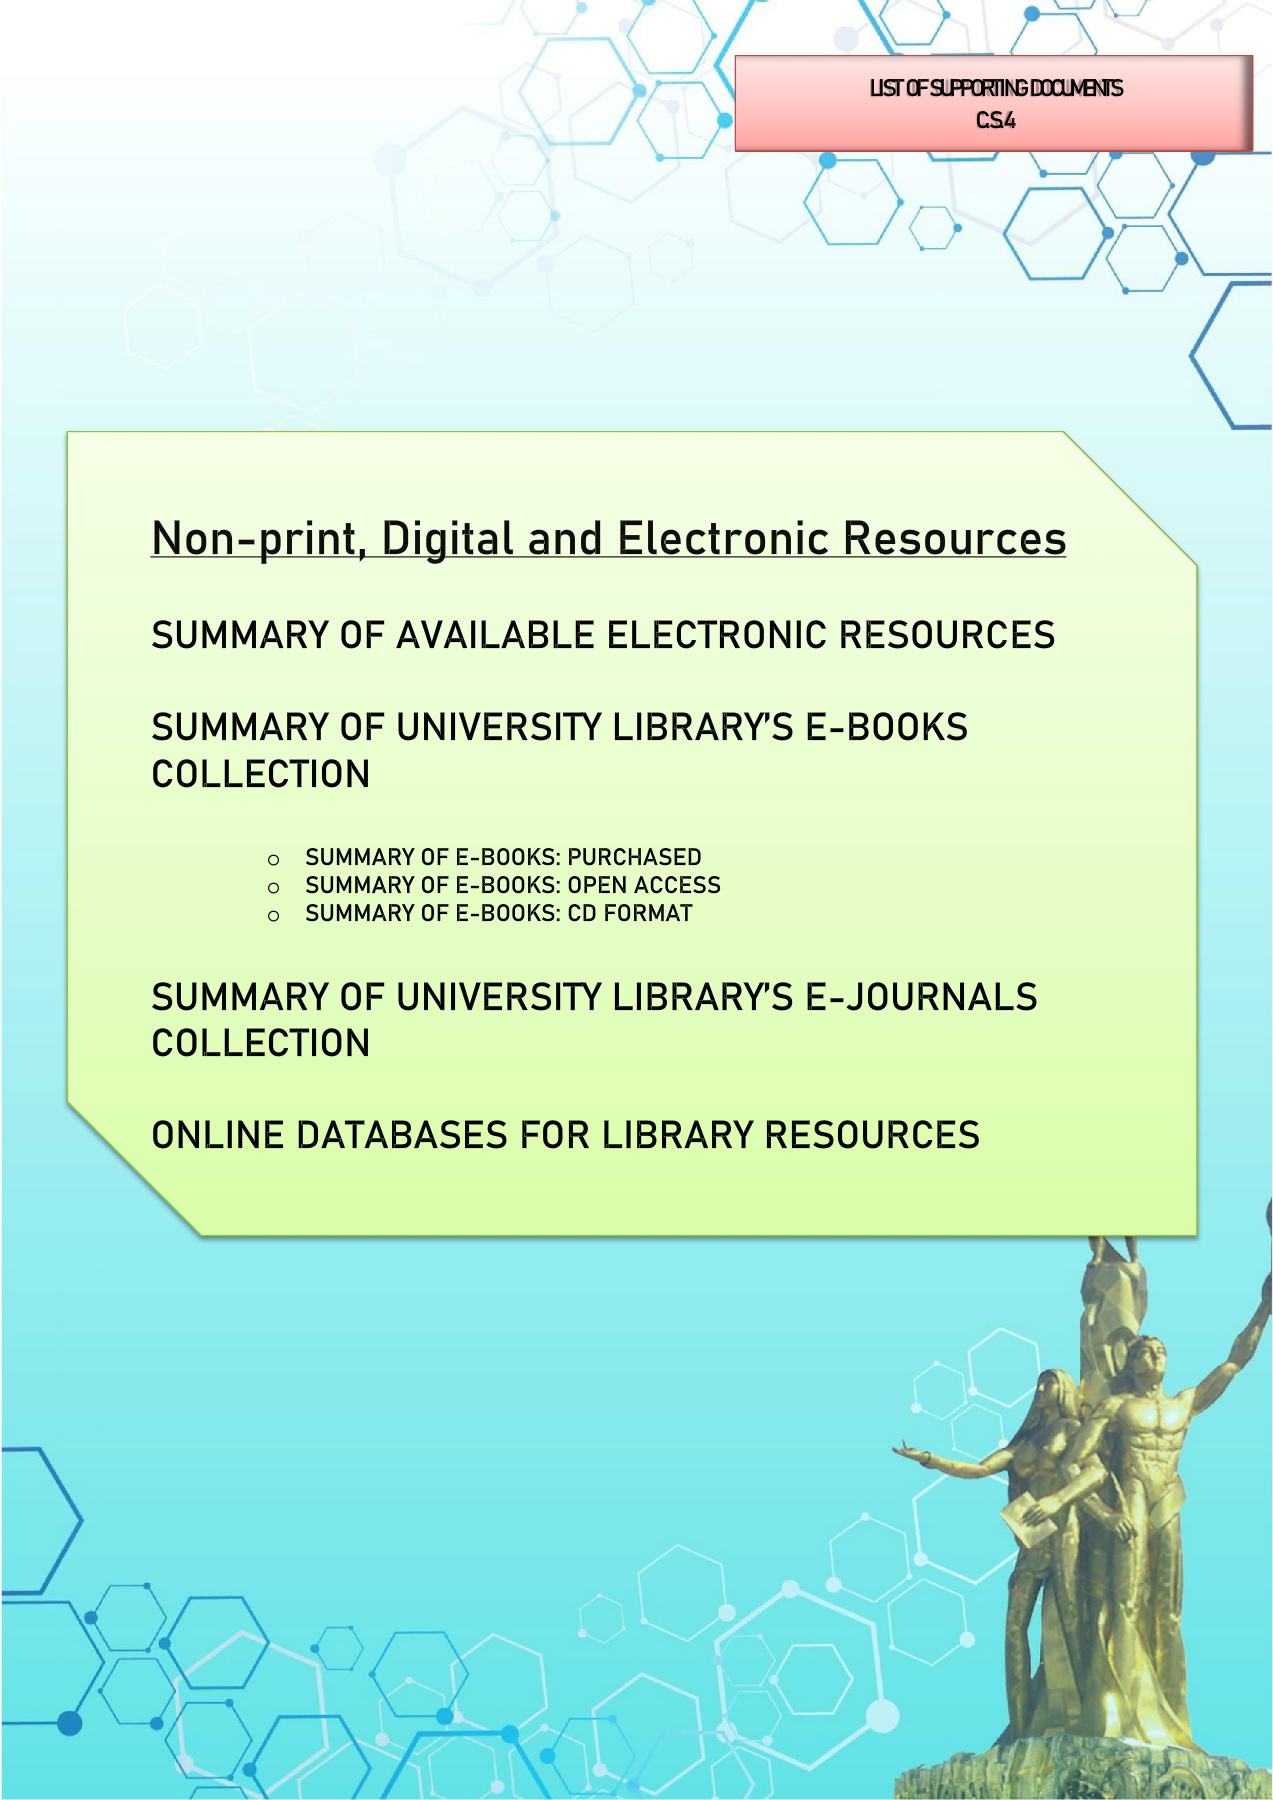 LIST OF SUPPORTING DOCUMENTS
C.S.4
Non-print, Digital and Electronic Resources
SUMMARY OF AVAILABLE ELECTRONIC RESOURCES
SUMMARY OF UNIVERSITY LIBRARY’S E-BOOKS
COLLECTION
o SUMMARY OF E-BOOKS: PURCHASED
o SUMMARY OF E-BOOKS: OPEN ACCESS
o SUMMARY OF E-BOOKS: CD FORMAT
SUMMARY OF UNIVERSITY LIBRARY’S E-JOURNALS
COLLECTION
ONLINE DATABASES FOR LIBRARY RESOURCES